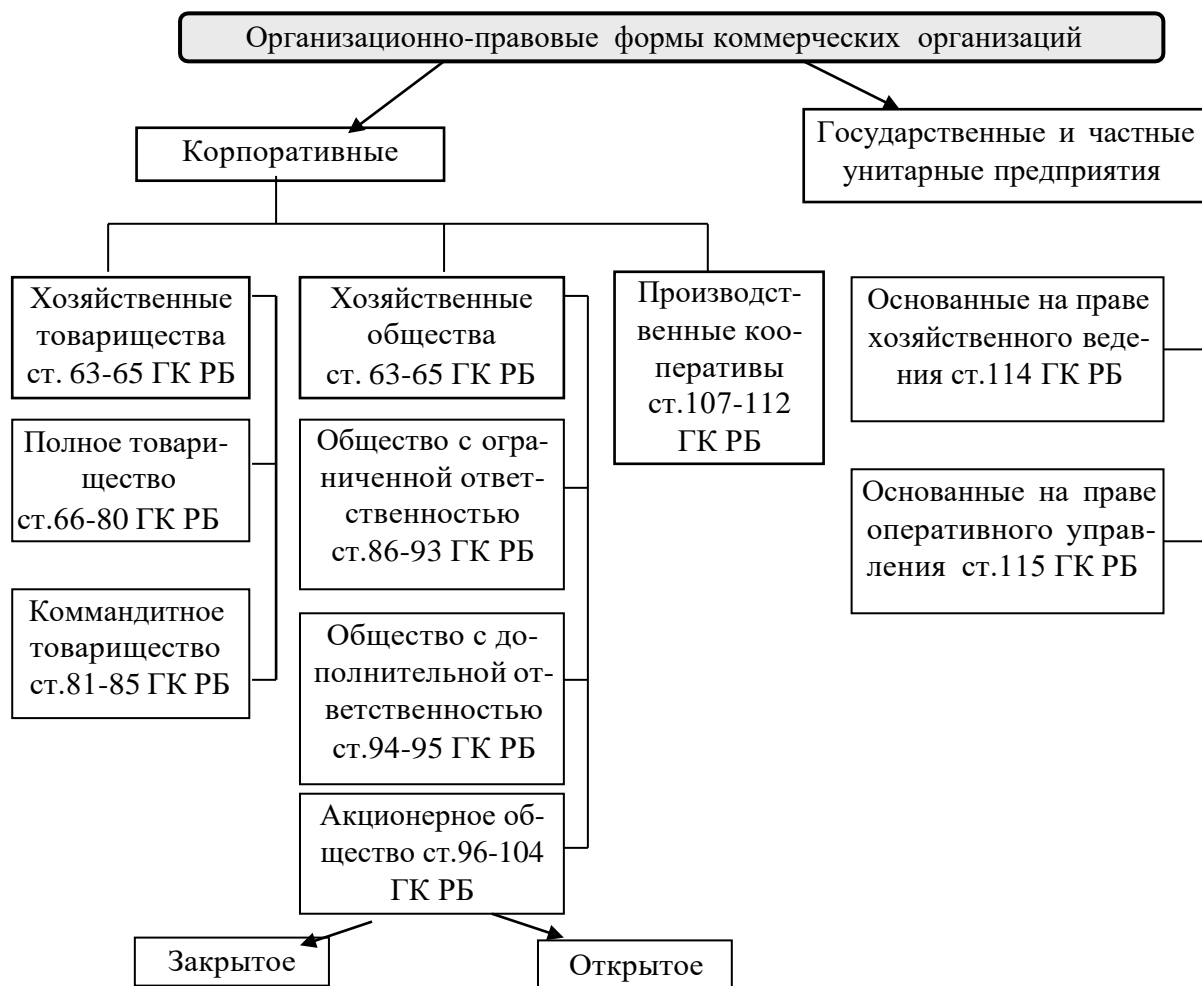 Организационно-правовые формы коммерческих организаций
Корпоративные
Государственные и частные
унитарные предприятия
Хозяйственные
товарищества
ст. 63-65 ГК РБ
Хозяйственные
общества
ст. 63-65 ГК РБ
Производст-
венные коо-
перативы
ст.107-112
ГК РБ
Основанные на праве
хозяйственного веде-
ния ст.114 ГК РБ
Полное товари-
щество
ст.66-80 ГК РБ
Общество с огра-
ниченной ответ-
ственностью
ст.86-93 ГК РБ
Основанные на праве
оперативного управ-
ления ст.115 ГК РБ
Коммандитное
товарищество
ст.81-85 ГК РБ
Общество с до-
полнительной от-
ветственностью
ст.94-95 ГК РБ
Акционерное об-
щество ст.96-104
ГК РБ
Закрытое
Открытое